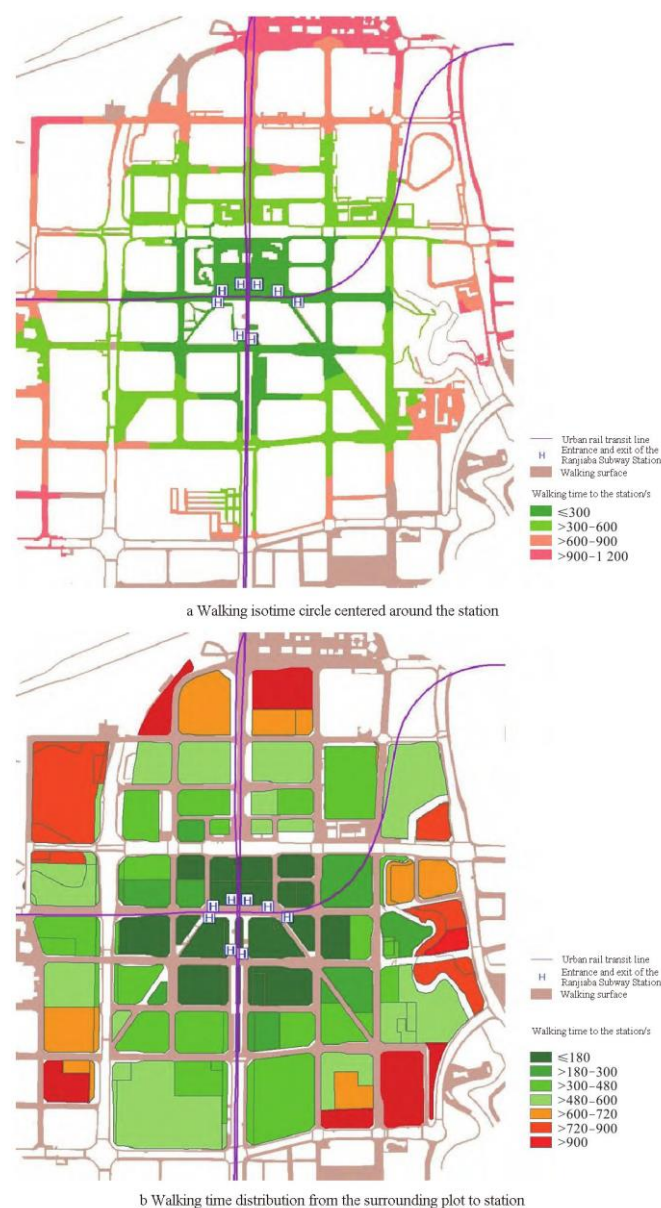 H H
H H
H H
H H
Urban rail transit line
H Entrance and exit of the
Ranjiaba Subway Station
Walking surface
Walking time to the station/s
≤300
>300-600
>600-900
>900-1 200
a Walking isotime circle centered around the station
H H
H H
H H
H H
Urban rail transit line
H Entrance and exit of the
Ranjiaba Subway Station
Walking surface
Walking time to the station/s
≤180
>180-300
>300-480
>480-600
>600-720
>720-900
>900
b Walking time distribution from the surrounding plot to station